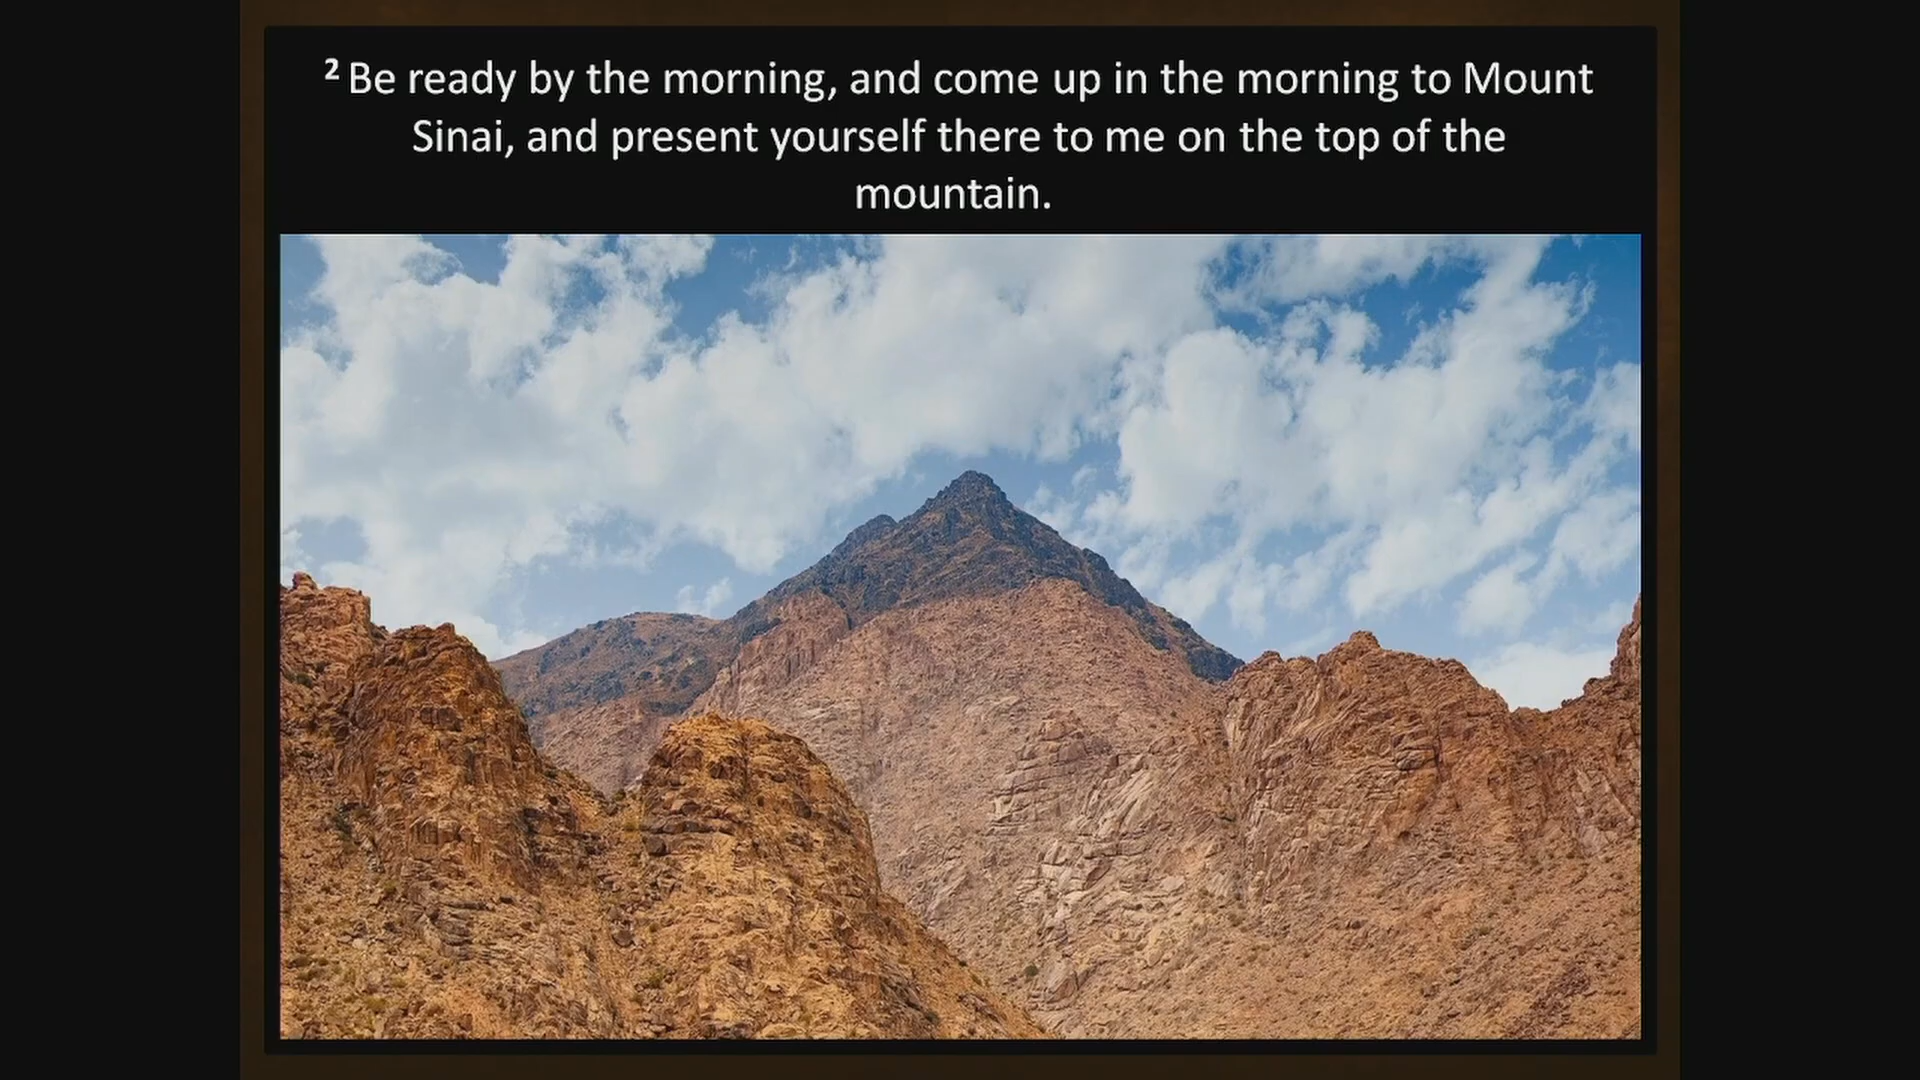 2 Be ready by the morning, and come up in the morning to Mount
Sinai, and present yourself there to me on the top of the
mountain.